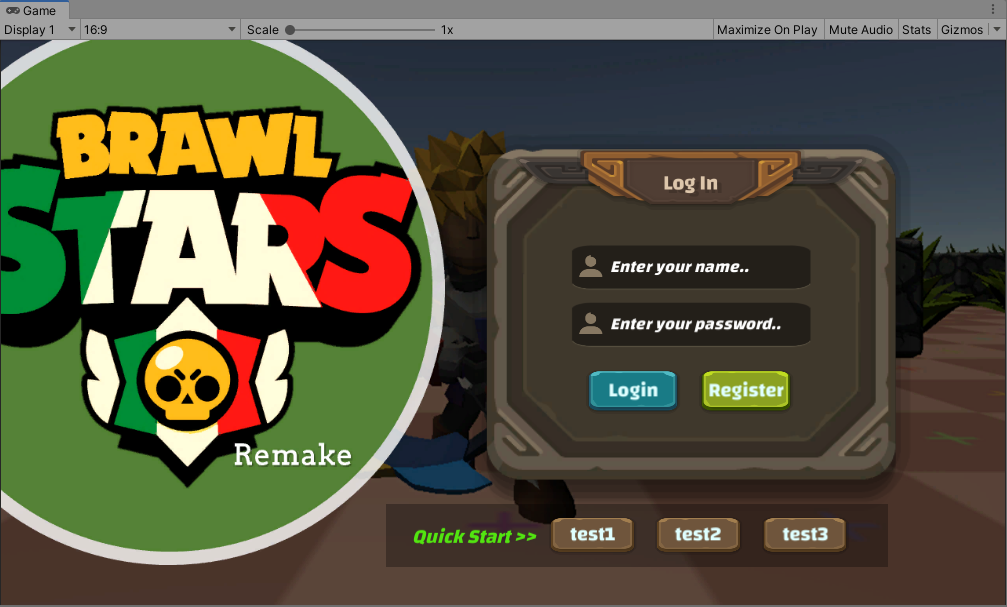 Game
Display 1 16:9 Scale 1x Maximize On Play Mute Audio Stats Gizmos
BRAWL
STARS
Remake
Log In
Enter your name..
Enter your password..
Login Register
Quick Start >> test1 test2 test3